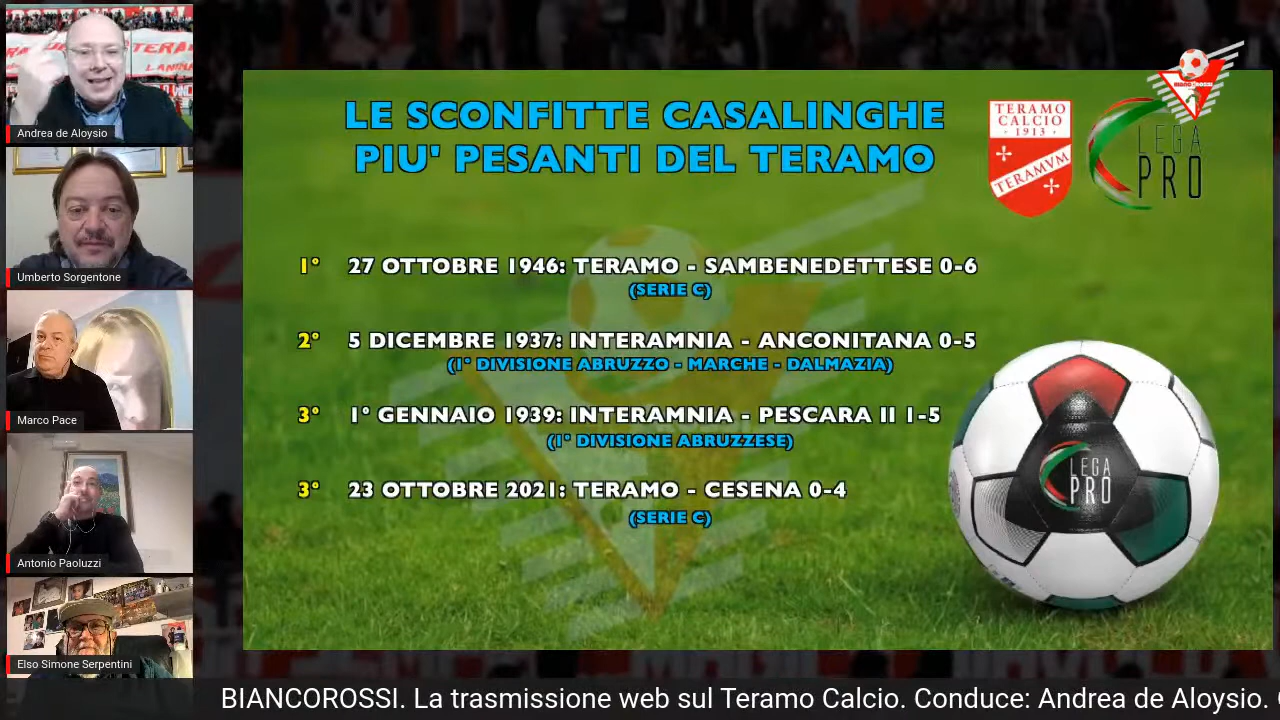 Andrea de Aloysio
Umberto Sorgentone
Marco Pace
Antonio Paoluzzi
Elso Simone Serpentini
LE SCONFITTE CASALINGHE
PIU' PESANTI DEL TERAMO
TERAMO
CALCIO
1913
TERAMVM
LEGA
PRO
1° 27 OTTOBRE 1946: TERAMO - SAMBENEDETTESE 0-6
(SERIE C)
2° 5 DICEMBRE 1937: INTERAMNIA - ANCONITANA 0-5
(1° DIVISIONE ABRUZZO - MARCHE - DALMAZIA)
3° 1° GENNAIO 1939: INTERAMNIA - PESCARA II 1-5
(1° DIVISIONE ABRUZZESE)
3° 23 OTTOBRE 2021: TERAMO - CESENA 0-4
(SERIE C)
LEGA
PRO
BIANCOROSSI. La trasmissione web sul Teramo Calcio. Conduce: Andrea de Aloysio.